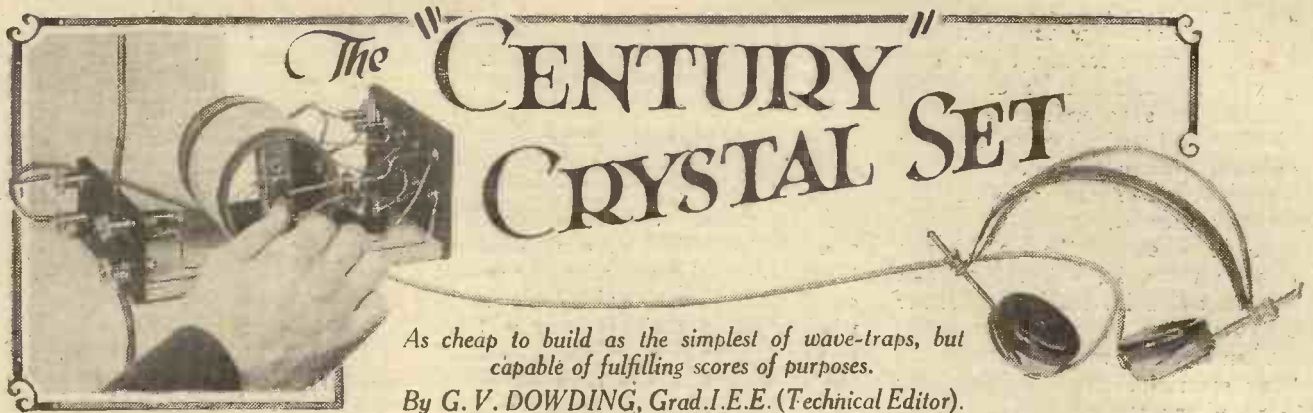 The "CENTURY"
CRYSTAL SET
As cheap to build as the simplest of wave-traps, but
capable of fulfilling scores of purposes.
By G. V. DOWDING, Grad.I.E.E. (Technical Editor).